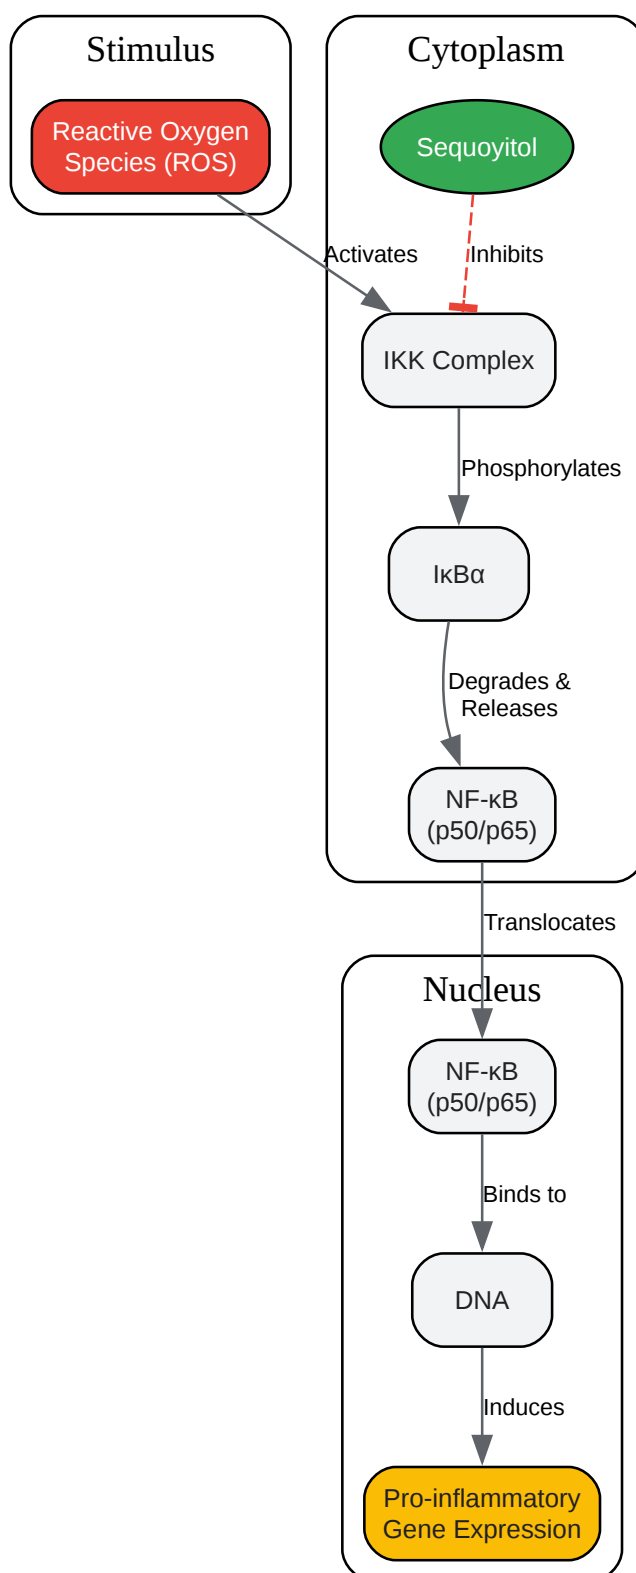 Stimulus
Cytoplasm
Reactive Oxygen
Species (ROS)
Sequoyitol
Activates
Inhibits
IKK Complex
Phosphorylates
IκBα
Degrades &
Releases
NF-κB
(p50/p65)
Translocates
Nucleus
NF-κB
(p50/p65)
Binds to
DNA
Induces
Pro-inflammatory
Gene Expression